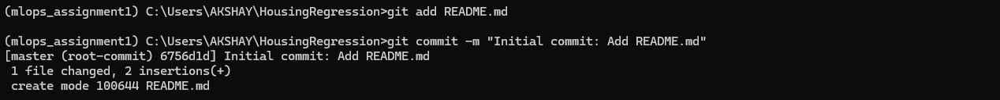 (mlops_assignment1) C:\Users\AKSHAY\HousingRegression>git add README.md
(mlops_assignment1) C:\Users\AKSHAY\HousingRegression>git commit -m "Initial commit: Add README.md"
[master (root-commit) 6756d1d] Initial commit: Add README.md
 1 file changed, 2 insertions(+)
 create mode 100644 README.md